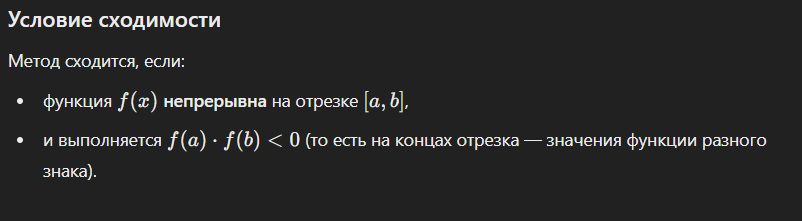 Условие сходимости
Метод сходится, если:
• функция f(x) непрерывна на отрезке [a, b],
• и выполняется f(a) · f(b) < 0 (то есть на концах отрезка — значения функции разного
знака).